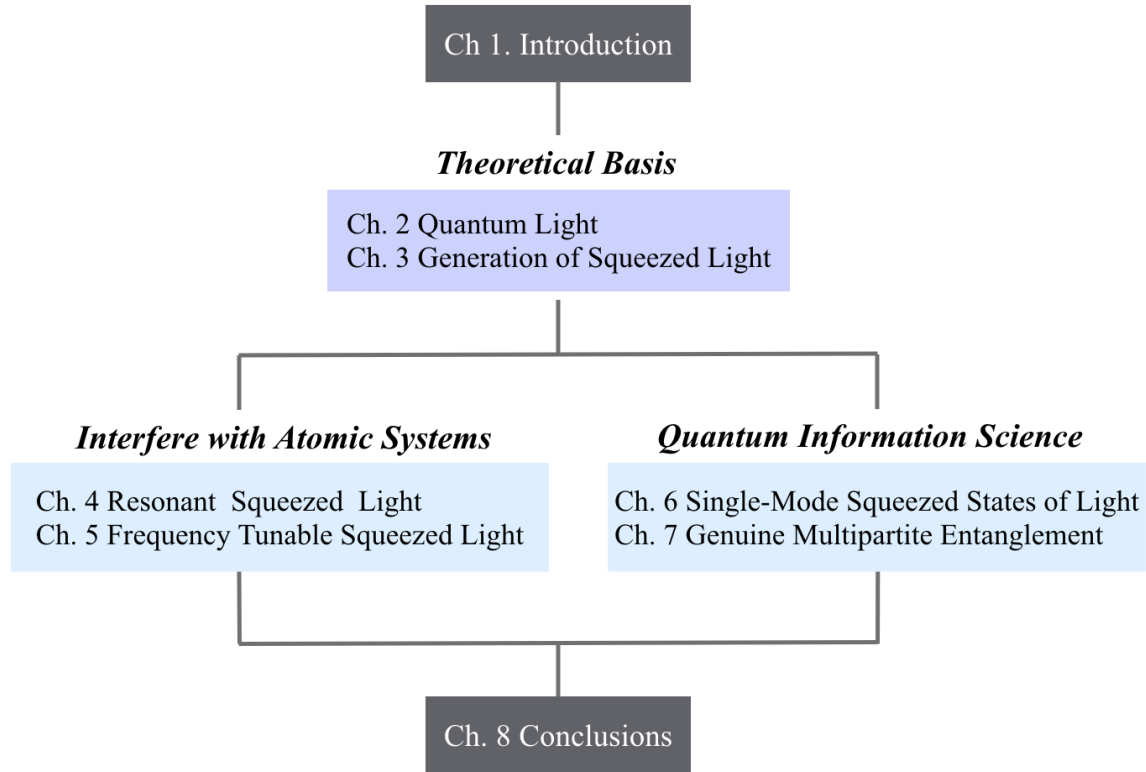 Ch 1. Introduction
Theoretical Basis
Ch. 2 Quantum Light
Ch. 3 Generation of Squeezed Light
Interfere with Atomic Systems
Ch. 4 Resonant Squeezed Light
Ch. 5 Frequency Tunable Squeezed Light
Quantum Information Science
Ch. 6 Single-Mode Squeezed States of Light
Ch. 7 Genuine Multipartite Entanglement
Ch. 8 Conclusions